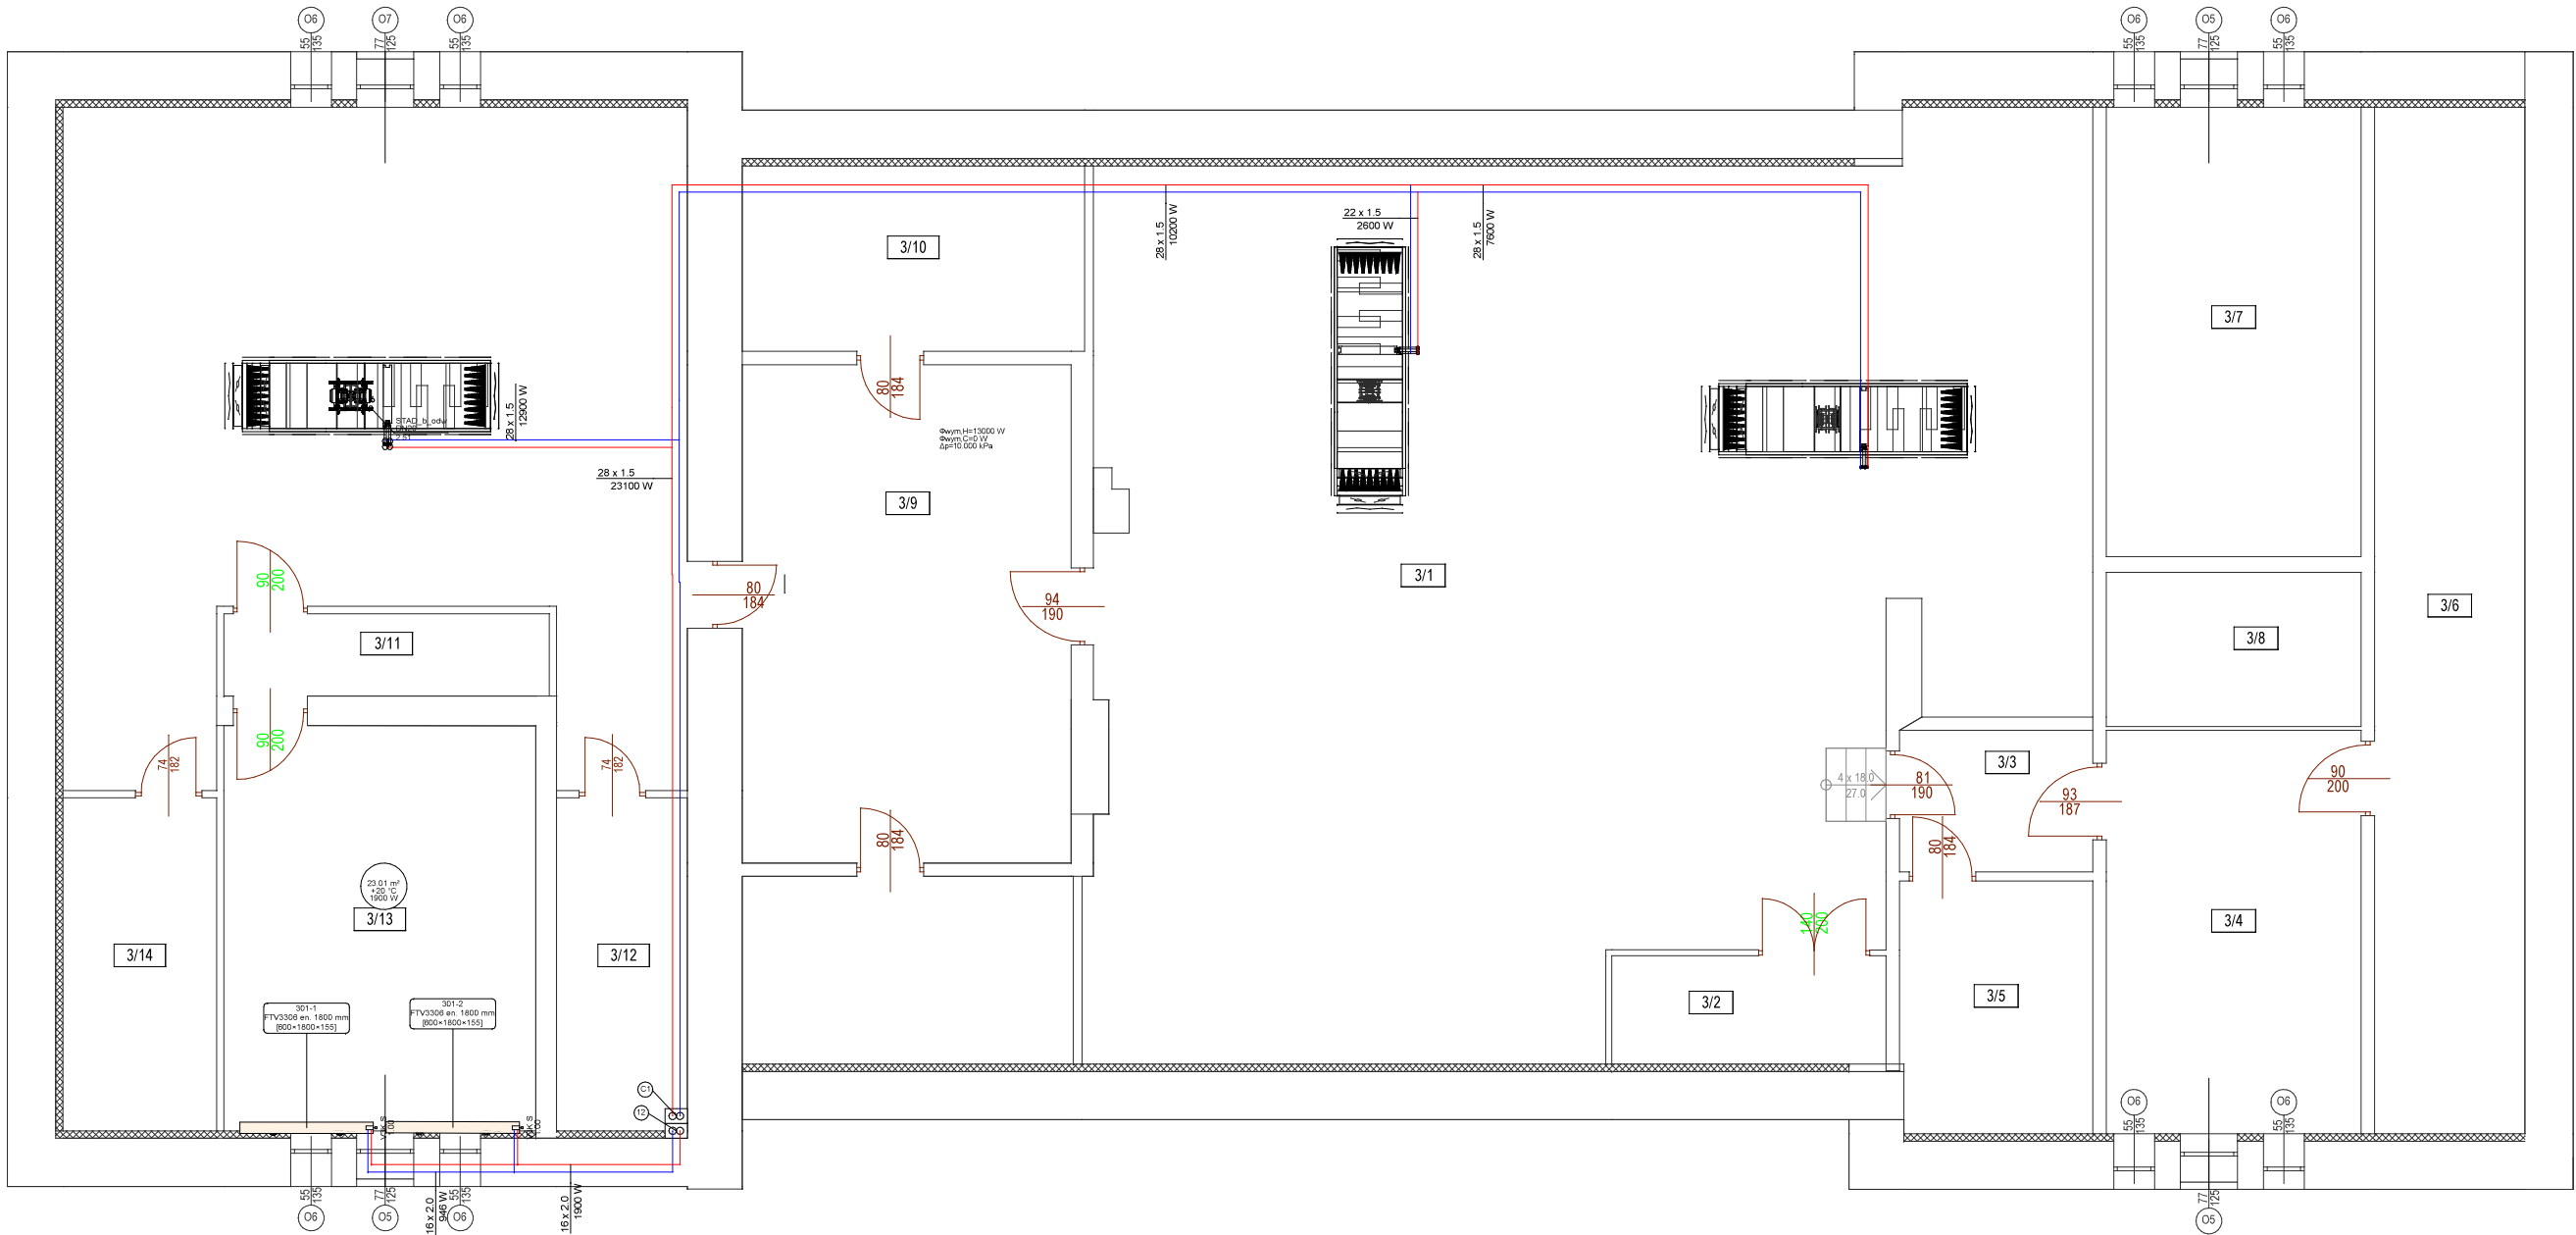 O6
O7
O6
O6
O5
O6
55
135
77
125
55
135
55
135
77
125
55
135
3/10
28 x 1.5
10200 W
22 x 1.5
2600 W
28 x 1.5
7600 W
3/7
80
184
28 x 1.5
12900 W
STAD_b_odw
Φwym,H=13000 W
Φwym,C=0 W
Δp=10.000 kPa
28 x 1.5
23100 W
3/9
90
200
80
184
94
190
3/1
3/6
3/11
3/8
90
200
74
182
74
182
3/3
4 x 18.0
27.0
81
190
93
187
90
200
80
184
80
184
23.01 m²
+20 °C
1900 W
3/13
140
200
3/4
3/14
3/12
3/2
3/5
301-1
FTV3306 en. 1800 mm
[600×1800×155]
301-2
FTV3306 en. 1800 mm
[600×1800×155]
C1
12
O6
O6
55
135
55
135
55
135
77
125
16 x 2.0
946 W
55
135
16 x 2.0
1900 W
77
125
O6
O5
O6
O5